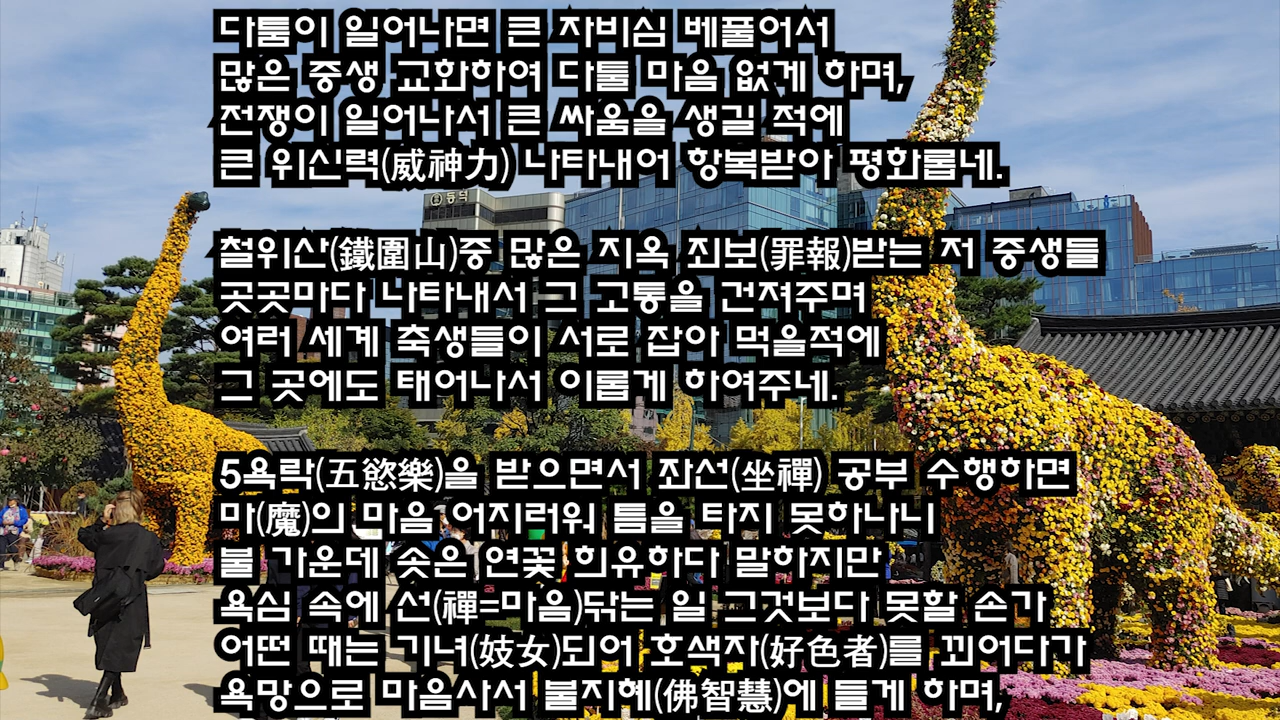 다툼이 일어나면 큰 자비심 베풀어서
많은 중생 교화하여 다툴 마음 없게 하며,
전쟁이 일어나서 큰 싸움을 생길 적에
큰 위신력(威神力) 나타내어 항복받아 평화롭네.
동덕
철위산(鐵圍山)중 많은 지옥 죄보(罪報)받는 저 중생들
곳곳마다 나타내서 그 고통을 건져주며
여러 세계 축생들이 서로 잡아 먹을적에
그 곳에도 태어나서 이롭게 하여주네.
5욕락(五慾樂)을 받으면서 좌선(坐禪) 공부 수행하면
마(魔)의 마음 어지러워 틈을 타지 못하나니
불 가운데 솟은 연꽃 희유하다 말하지만
욕심 속에 선(禪=마음)닦는 일 그것보다 못할 손가
어떤 때는 기녀(妓女)되어 호색자(好色者)를 꾀어다가
욕망으로 마음사서 불지혜(佛智慧)에 들게 하며,